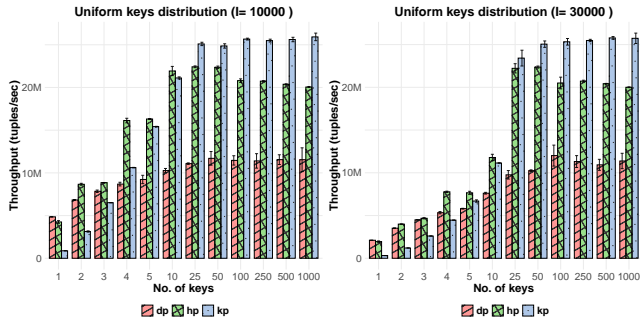 Uniform keys distribution (l= 10000 )
Throughput (tuples/sec)
20M
10M
0
1 2 3 4 5 10 25 50 100 250 500 1000
No. of keys
dp hp kp
Uniform keys distribution (l= 30000 )
Throughput (tuples/sec)
20M
10M
0
1 2 3 4 5 10 25 50 100 250 500 1000
No. of keys
dp hp kp